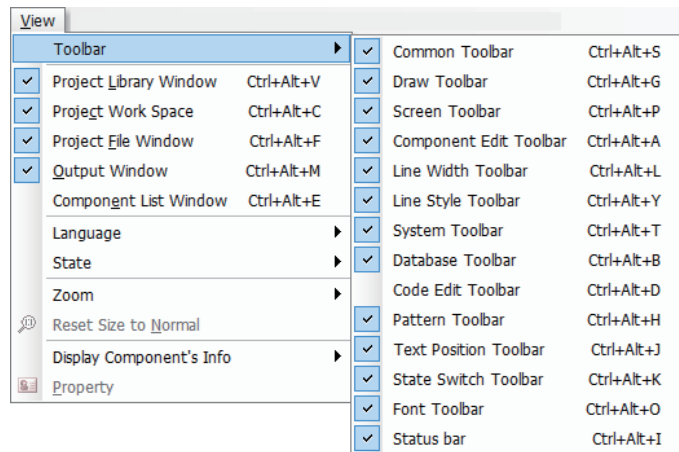 View
Toolbar
Project Library Window Ctrl+Alt+V
Project Work Space Ctrl+Alt+C
Project File Window Ctrl+Alt+F
Output Window Ctrl+Alt+M
Component List Window Ctrl+Alt+E
Language
State
Zoom
Reset Size to Normal
Display Component's Info
Property
Common Toolbar Ctrl+Alt+S
Draw Toolbar Ctrl+Alt+G
Screen Toolbar Ctrl+Alt+P
Component Edit Toolbar Ctrl+Alt+A
Line Width Toolbar Ctrl+Alt+L
Line Style Toolbar Ctrl+Alt+Y
System Toolbar Ctrl+Alt+T
Database Toolbar Ctrl+Alt+B
Code Edit Toolbar Ctrl+Alt+D
Pattern Toolbar Ctrl+Alt+H
Text Position Toolbar Ctrl+Alt+J
State Switch Toolbar Ctrl+Alt+K
Font Toolbar Ctrl+Alt+O
Status bar Ctrl+Alt+I